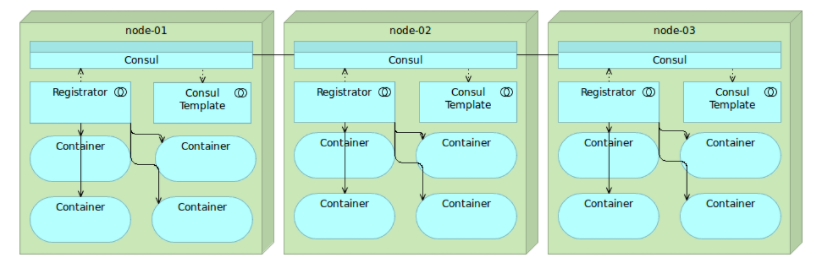 node-01
node-02
node-03
Consul
Consul
Consul
Registrator
Consul
Template
Registrator
Consul
Template
Registrator
Consul
Template
Container
Container
Container
Container
Container
Container
Container
Container
Container
Container
Container
Container